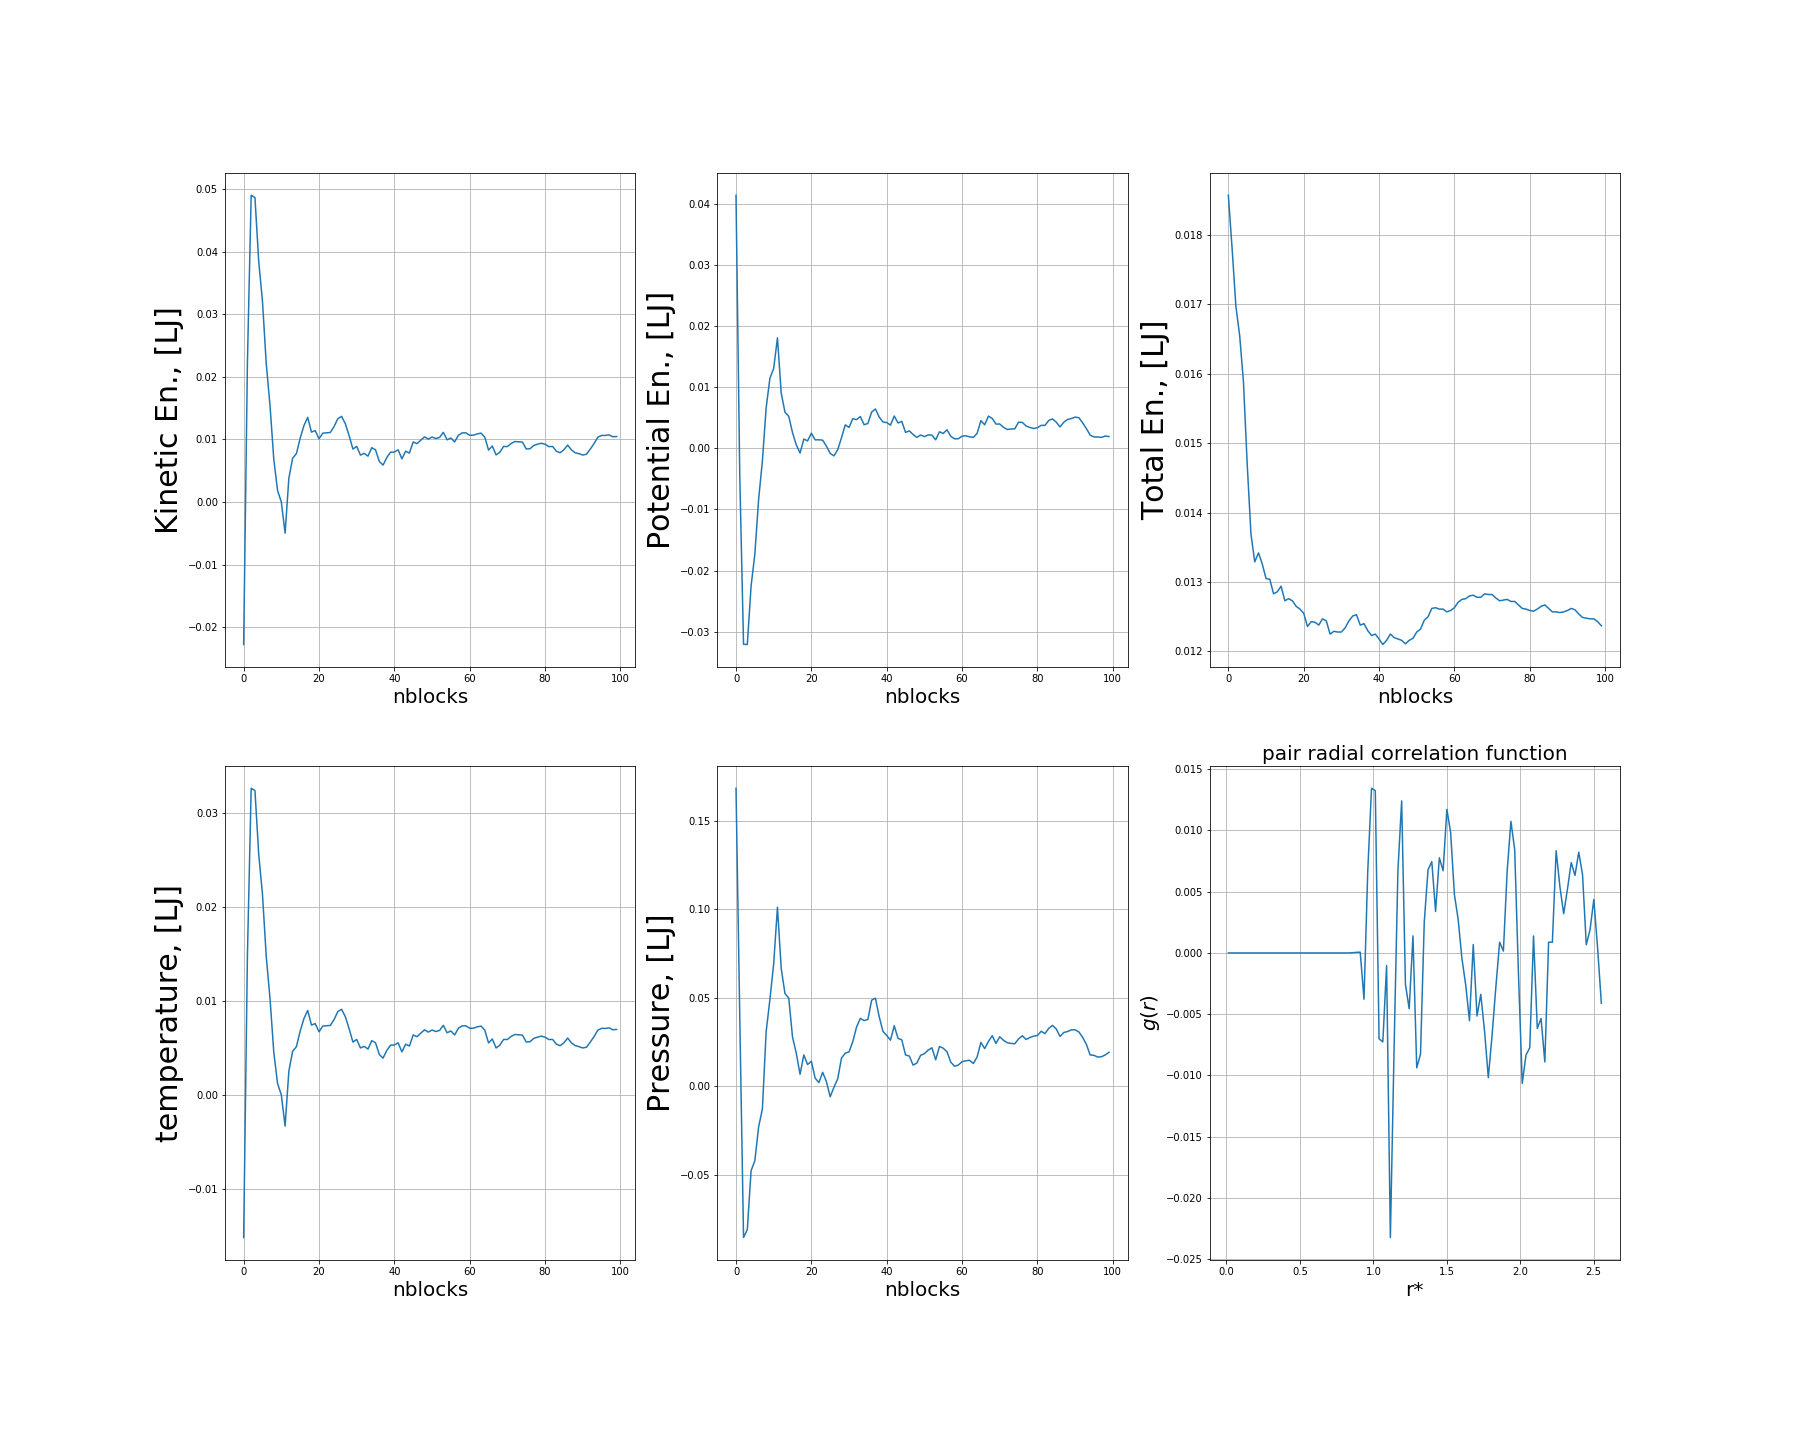 Kinetic En., [LJ]
0.05
0.04
0.03
0.02
0.01
0.00
−0.01
−0.02
0 20 40 60 80 100
nblocks
Potential En., [LJ]
0.04
0.03
0.02
0.01
0.00
−0.01
−0.02
−0.03
0 20 40 60 80 100
nblocks
Total En., [LJ]
0.018
0.017
0.016
0.015
0.014
0.013
0.012
0 20 40 60 80 100
nblocks
temperature, [LJ]
0.03
0.02
0.01
0.00
−0.01
0 20 40 60 80 100
nblocks
Pressure, [LJ]
0.15
0.10
0.05
0.00
−0.05
0 20 40 60 80 100
nblocks
pair radial correlation function
g(r)
0.015
0.010
0.005
0.000
−0.005
−0.010
−0.015
−0.020
−0.025
0.0 0.5 1.0 1.5 2.0 2.5
r*